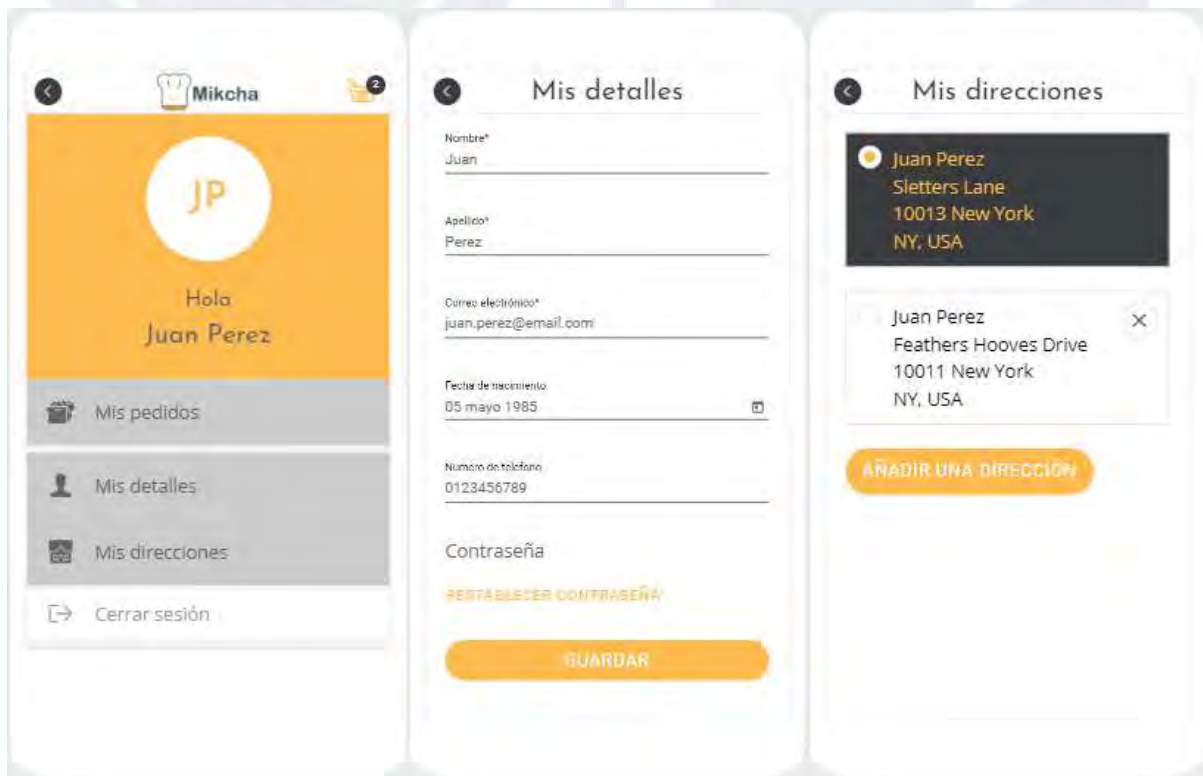 Mikcha
2
JP
Hola
Juan Perez
Mis pedidos
Mis detalles
Mis direcciones
Cerrar sesión
Mis detalles
Nombre*
Juan
Apellido*
Perez
Correo electrónico*
juan.perez@email.com
Fecha de nacimiento
05 mayo 1985
Numero de telefono
0123456789
Contraseña
RESTABLECER CONTRASEÑA
GUARDAR
Mis direcciones
Juan Perez
Sletters Lane
10013 New York
NY, USA
Juan Perez
Feathers Hooves Drive
10011 New York
NY, USA
AÑADIR UNA DIRECCIÓN